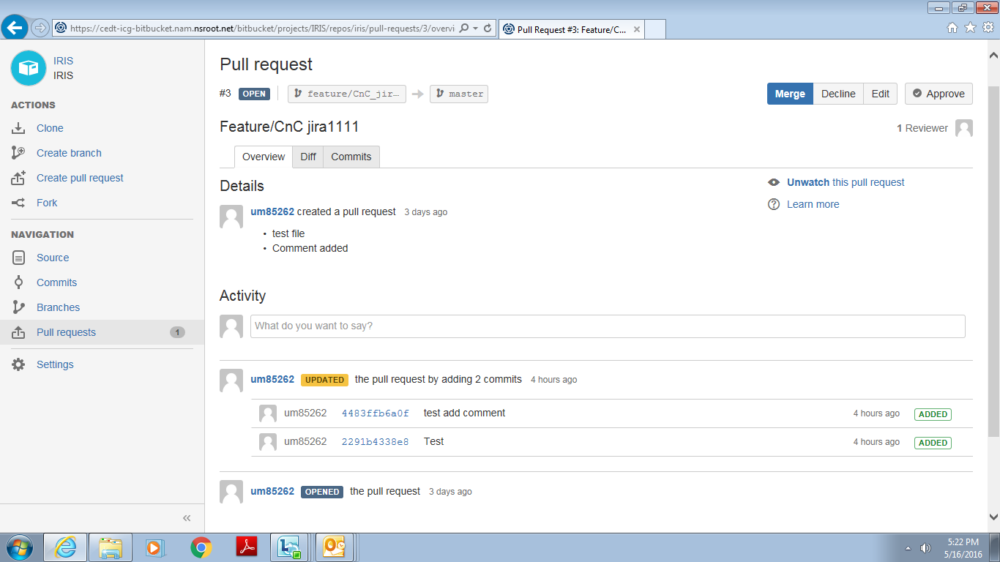 https://cedt-icg-bitbucket.nam.nsroot.net/bitbucket/projects/IRIS/repos/iris/pull-requests/3/overvi
Pull Request #3: Feature/C...
IRIS
IRIS
ACTIONS
Clone
Create branch
Create pull request
Fork
NAVIGATION
Source
Commits
Branches
Pull requests 1
Settings
Pull request
#3 OPEN feature/CnC_jir... master
Merge Decline Edit Approve
Feature/CnC jira1111
1 Reviewer
Overview Diff Commits
Details
Unwatch this pull request
Learn more
um85262 created a pull request 3 days ago
• test file
• Comment added
Activity
What do you want to say?
um85262 UPDATED the pull request by adding 2 commits 4 hours ago
um85262 4483ffb6a0f test add comment 4 hours ago ADDED
um85262 2291b4338e8 Test 4 hours ago ADDED
um85262 OPENED the pull request 3 days ago
5:22 PM
5/16/2016